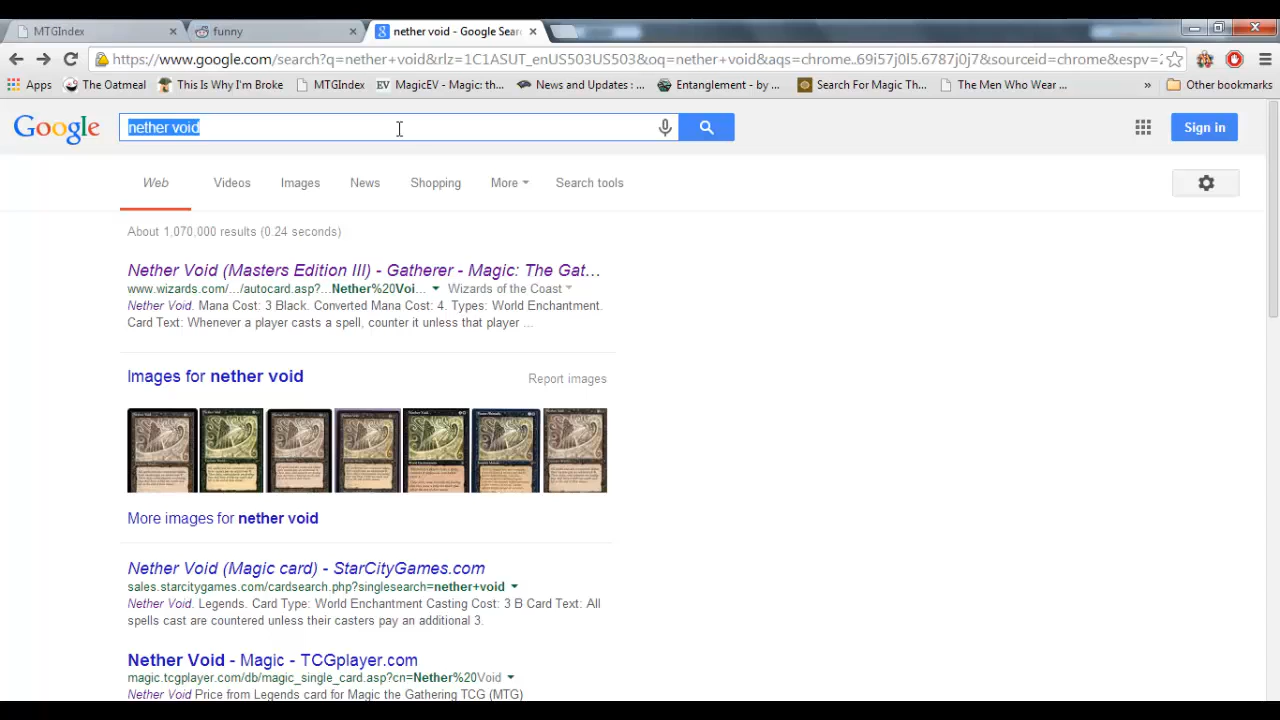 MTGIndex
funny
nether void - Google Sear
https://www.google.com/search?q=nether+void&rlz=1C1ASUT_enUS503US503&oq=nether+void&aqs=chrome..69i57j0l5.6787j0j7&sourceid=chrome&espv=
Apps The Oatmeal This Is Why I'm Broke MTGIndex EV MagicEV - Magic: th... News and Updates : ... Entanglement - by ... Search For Magic Th... The Men Who Wear ... » Other bookmarks
Google nether void Sign in
Web Videos Images News Shopping More Search tools
About 1,070,000 results (0.24 seconds)
Nether Void (Masters Edition III) - Gatherer - Magic: The Gat...
www.wizards.com/.../autocard.asp?...Nether%20Voi... Wizards of the Coast
Nether Void. Mana Cost: 3 Black. Converted Mana Cost: 4. Types: World Enchantment.
Card Text: Whenever a player casts a spell, counter it unless that player ...
Images for nether void Report images
More images for nether void
Nether Void (Magic card) - StarCityGames.com
sales.starcitygames.com/cardsearch.php?singlesearch=nether+void
Nether Void. Legends. Card Type: World Enchantment Casting Cost: 3 B Card Text: All
spells cast are countered unless their casters pay an additional 3.
Nether Void - Magic - TCGplayer.com
magic.tcgplayer.com/db/magic_single_card.asp?cn=Nether%20Void
Nether Void Price from Legends card for Magic the Gathering TCG (MTG)